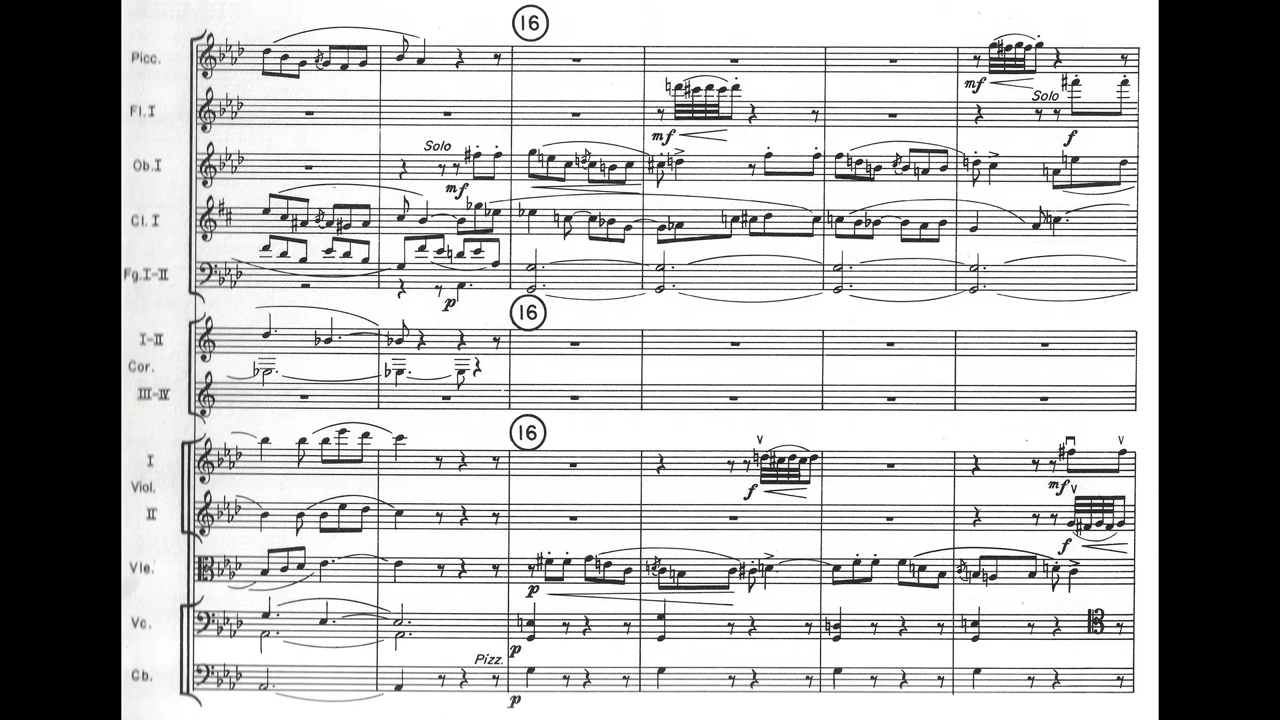 16
Picc.
mf
Fl. I
Solo
mf
f
Solo
Ob. I
mf
Cl. I
Fg. I-II
p
16
I-II
Cor.
III-IV
16
I
f
mf
Viol.
II
f
Vle.
p
Vc.
p
Pizz.
Cb.
p